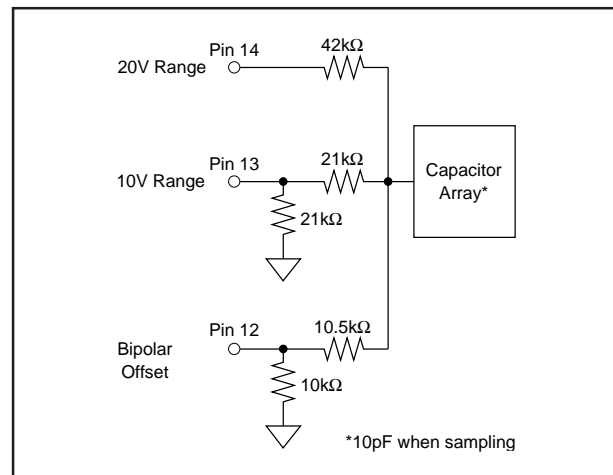 Pin 14
42kΩ
20V Range
Pin 13
21kΩ
10V Range
Capacitor
Array*
21kΩ
Pin 12
10.5kΩ
Bipolar
Offset
10kΩ
*10pF when sampling